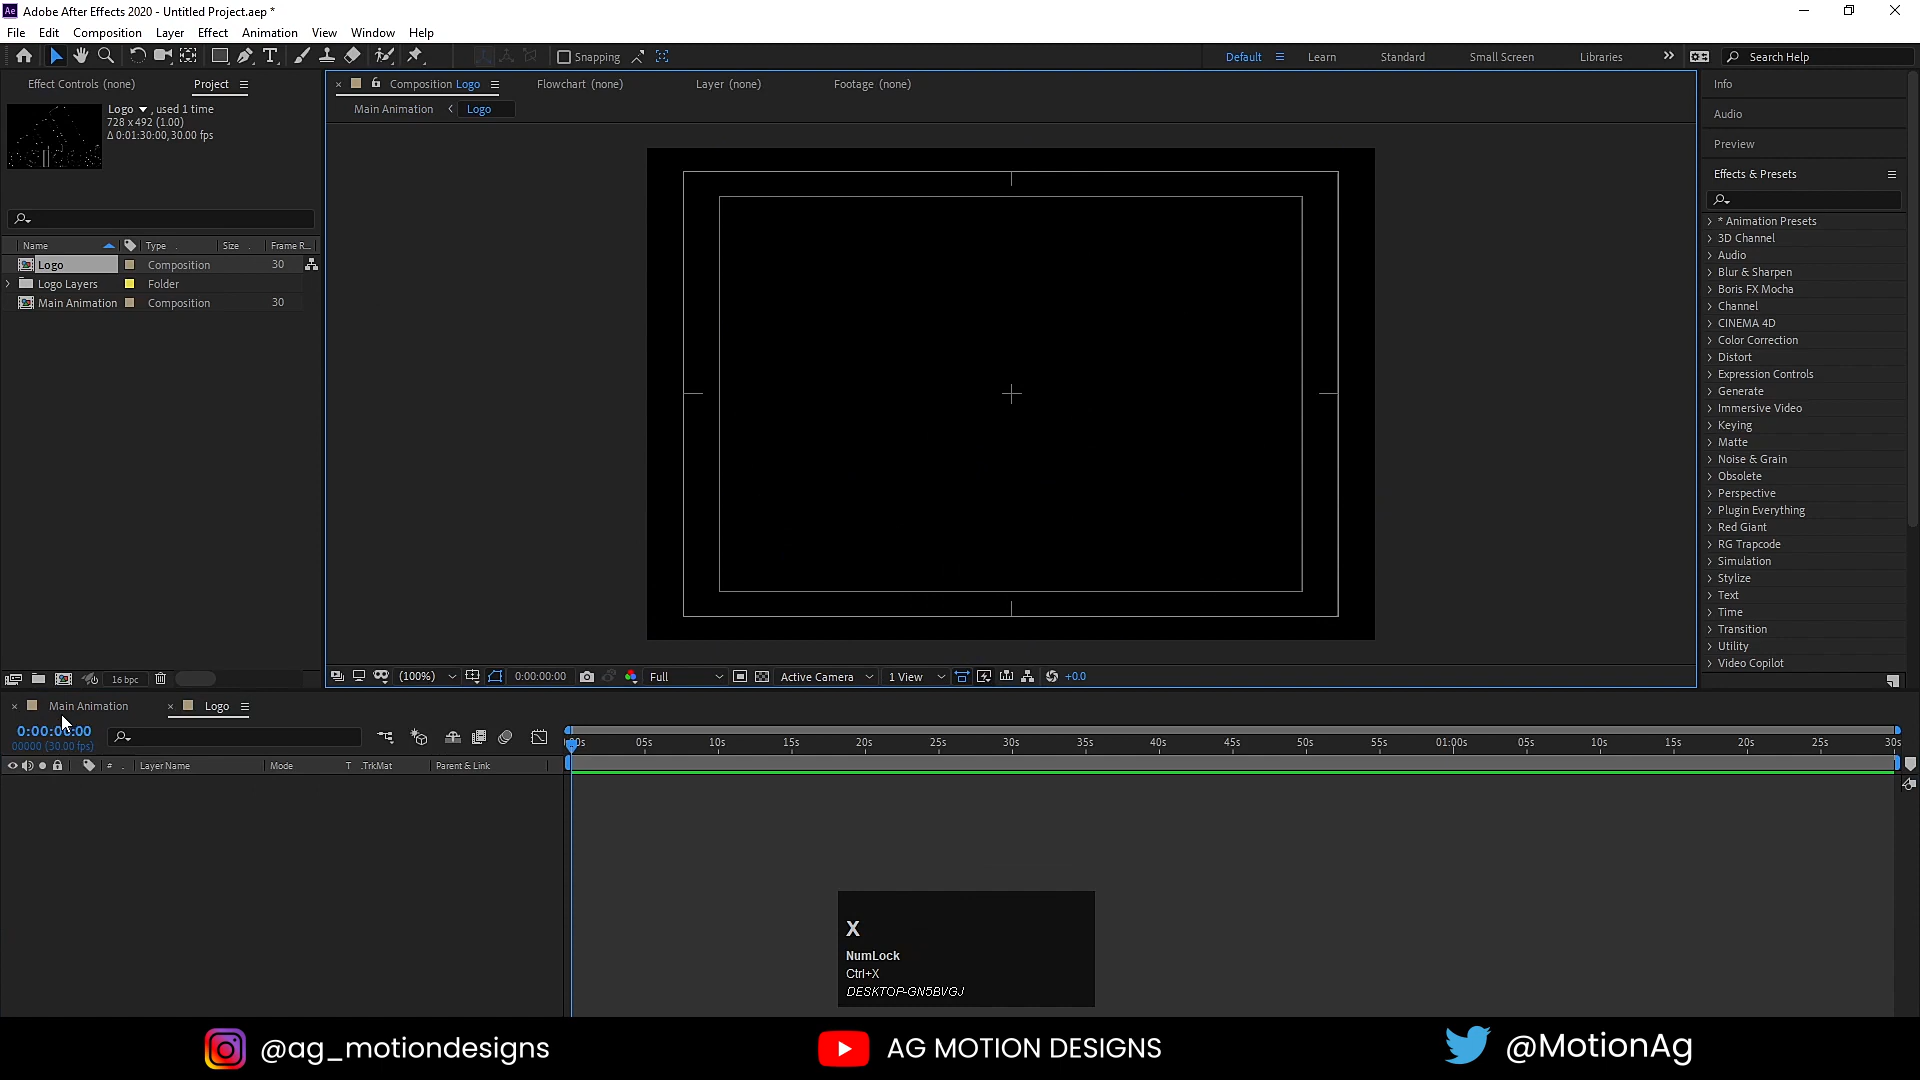 Ae Adobe After Effects 2020 - Untitled Project.aep *
File Edit Composition Layer Effect Animation View Window Help
Snapping
Default Learn Standard Small Screen Libraries Search Help
Effect Controls (none) Project
Logo , used 1 time
728 x 492 (1.00)
Δ 0:01:30:00, 30.00 fps
Name Type Size Frame R...
Logo Composition 30
Logo Layers Folder
Main Animation Composition 30
16 bpc
Composition Logo Flowchart (none) Layer (none) Footage (none)
Main Animation Logo
(100%) 0:00:00:00 Full Active Camera 1 View +0.0
Info
Audio
Preview
Effects & Presets
* Animation Presets
3D Channel
Audio
Blur & Sharpen
Boris FX Mocha
Channel
CINEMA 4D
Color Correction
Distort
Expression Controls
Generate
Immersive Video
Keying
Matte
Noise & Grain
Obsolete
Perspective
Plugin Everything
Red Giant
RG Trapcode
Simulation
Stylize
Text
Time
Transition
Utility
Video Copilot
Main Animation Logo
0:00:00:00
00000 (30.00 fps)
# Layer Name Mode T .TrkMat Parent & Link
05s 10s 15s 20s 25s 30s 35s 40s 45s 50s 55s 01:00s 05s 10s 15s 20s 25s 30s
X
NumLock
Ctrl+X
DESKTOP-GN5BVGJ
@ag_motiondesigns AG MOTION DESIGNS @MotionAg